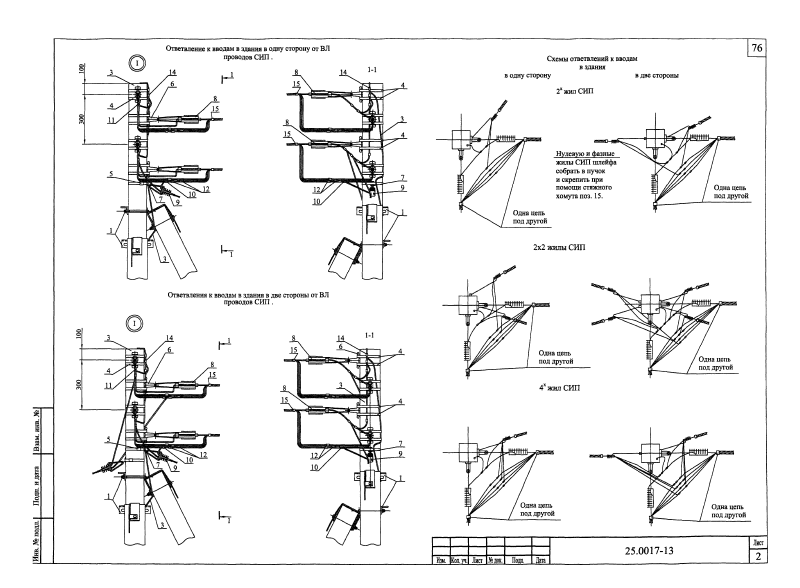 76
Ответвление к вводам в здания в одну сторону от ВЛ
проводов СИП .
1
3
14
6
1
8
15
4
11
100
300
5
12
10
7
9
1
3
1
1-1
8
15
14
4
3
8
15
4
12
7
10
9
1
Ответвления к вводам в здания в две стороны от ВЛ
проводов СИП .
1
3
14
6
1
8
15
4
11
100
300
5
12
10
7
9
1
3
1
1-1
15
14
6
8
4
3
8
15
4
12
7
10
9
1
Схемы ответвлений к вводам
в здания
в одну сторону
в две стороны
2х жил СИП
Нулевую и фазные
жилы СИП шлейфа
собрать в пучок
и скрепить при
помощи стяжного
хомута поз. 15.
Одна цепь
под другой
Одна цепь
под другой
2х2 жилы СИП
Одна цепь
под другой
Одна цепь
под другой
4х жил СИП
Одна цепь
под другой
Одна цепь
под другой
Взам. инв. №
Подп. и дата
Инв. № подл.
Изм. Кол. уч. Лист № док. Подп. Дата
25.0017-13
Лист
2